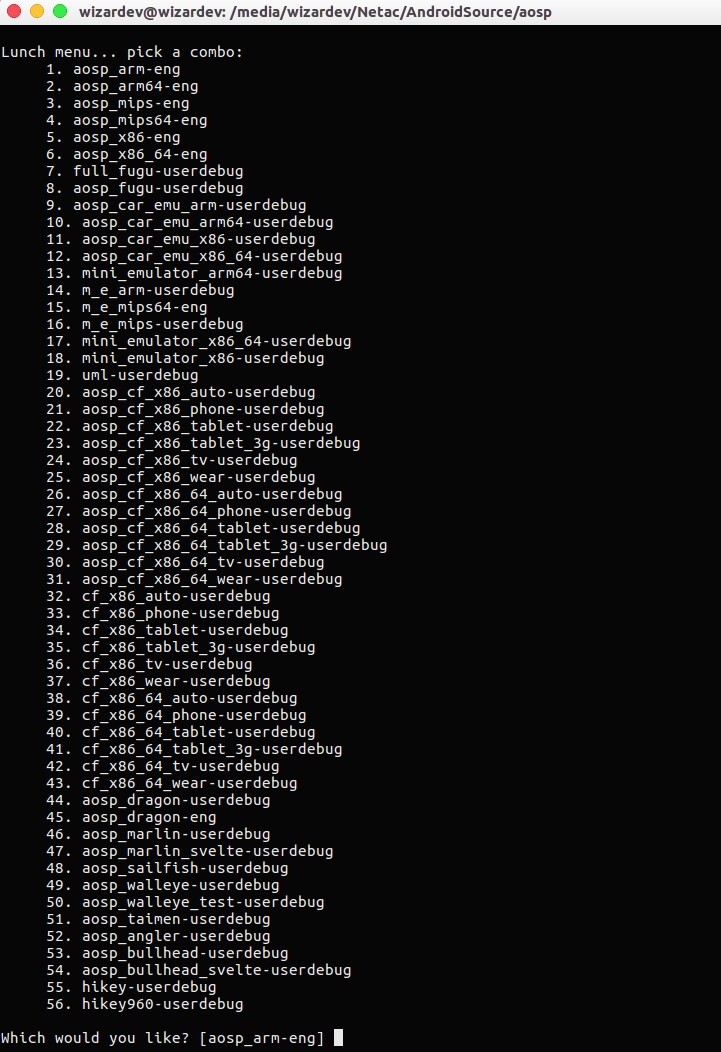 wizardev@wizardev: /media/wizardev/Netac/AndroidSource/aosp
Lunch menu... pick a combo:
1. aosp_arm-eng
2. aosp_arm64-eng
3. aosp_mips-eng
4. aosp_mips64-eng
5. aosp_x86-eng
6. aosp_x86_64-eng
7. full_fugu-userdebug
8. aosp_fugu-userdebug
9. aosp_car_emu_arm-userdebug
10. aosp_car_emu_arm64-userdebug
11. aosp_car_emu_x86-userdebug
12. aosp_car_emu_x86_64-userdebug
13. mini_emulator_arm64-userdebug
14. m_e_arm-userdebug
15. m_e_mips64-eng
16. m_e_mips-userdebug
17. mini_emulator_x86_64-userdebug
18. mini_emulator_x86-userdebug
19. uml-userdebug
20. aosp_cf_x86_auto-userdebug
21. aosp_cf_x86_phone-userdebug
22. aosp_cf_x86_tablet-userdebug
23. aosp_cf_x86_tablet_3g-userdebug
24. aosp_cf_x86_tv-userdebug
25. aosp_cf_x86_wear-userdebug
26. aosp_cf_x86_64_auto-userdebug
27. aosp_cf_x86_64_phone-userdebug
28. aosp_cf_x86_64_tablet-userdebug
29. aosp_cf_x86_64_tablet_3g-userdebug
30. aosp_cf_x86_64_tv-userdebug
31. aosp_cf_x86_64_wear-userdebug
32. cf_x86_auto-userdebug
33. cf_x86_phone-userdebug
34. cf_x86_tablet-userdebug
35. cf_x86_tablet_3g-userdebug
36. cf_x86_tv-userdebug
37. cf_x86_wear-userdebug
38. cf_x86_64_auto-userdebug
39. cf_x86_64_phone-userdebug
40. cf_x86_64_tablet-userdebug
41. cf_x86_64_tablet_3g-userdebug
42. cf_x86_64_tv-userdebug
43. cf_x86_64_wear-userdebug
44. aosp_dragon-userdebug
45. aosp_dragon-eng
46. aosp_marlin-userdebug
47. aosp_marlin_svelte-userdebug
48. aosp_sailfish-userdebug
49. aosp_walleye-userdebug
50. aosp_walleye_test-userdebug
51. aosp_taimen-userdebug
52. aosp_angler-userdebug
53. aosp_bullhead-userdebug
54. aosp_bullhead_svelte-userdebug
55. hikey-userdebug
56. hikey960-userdebug
Which would you like? [aosp_arm-eng]